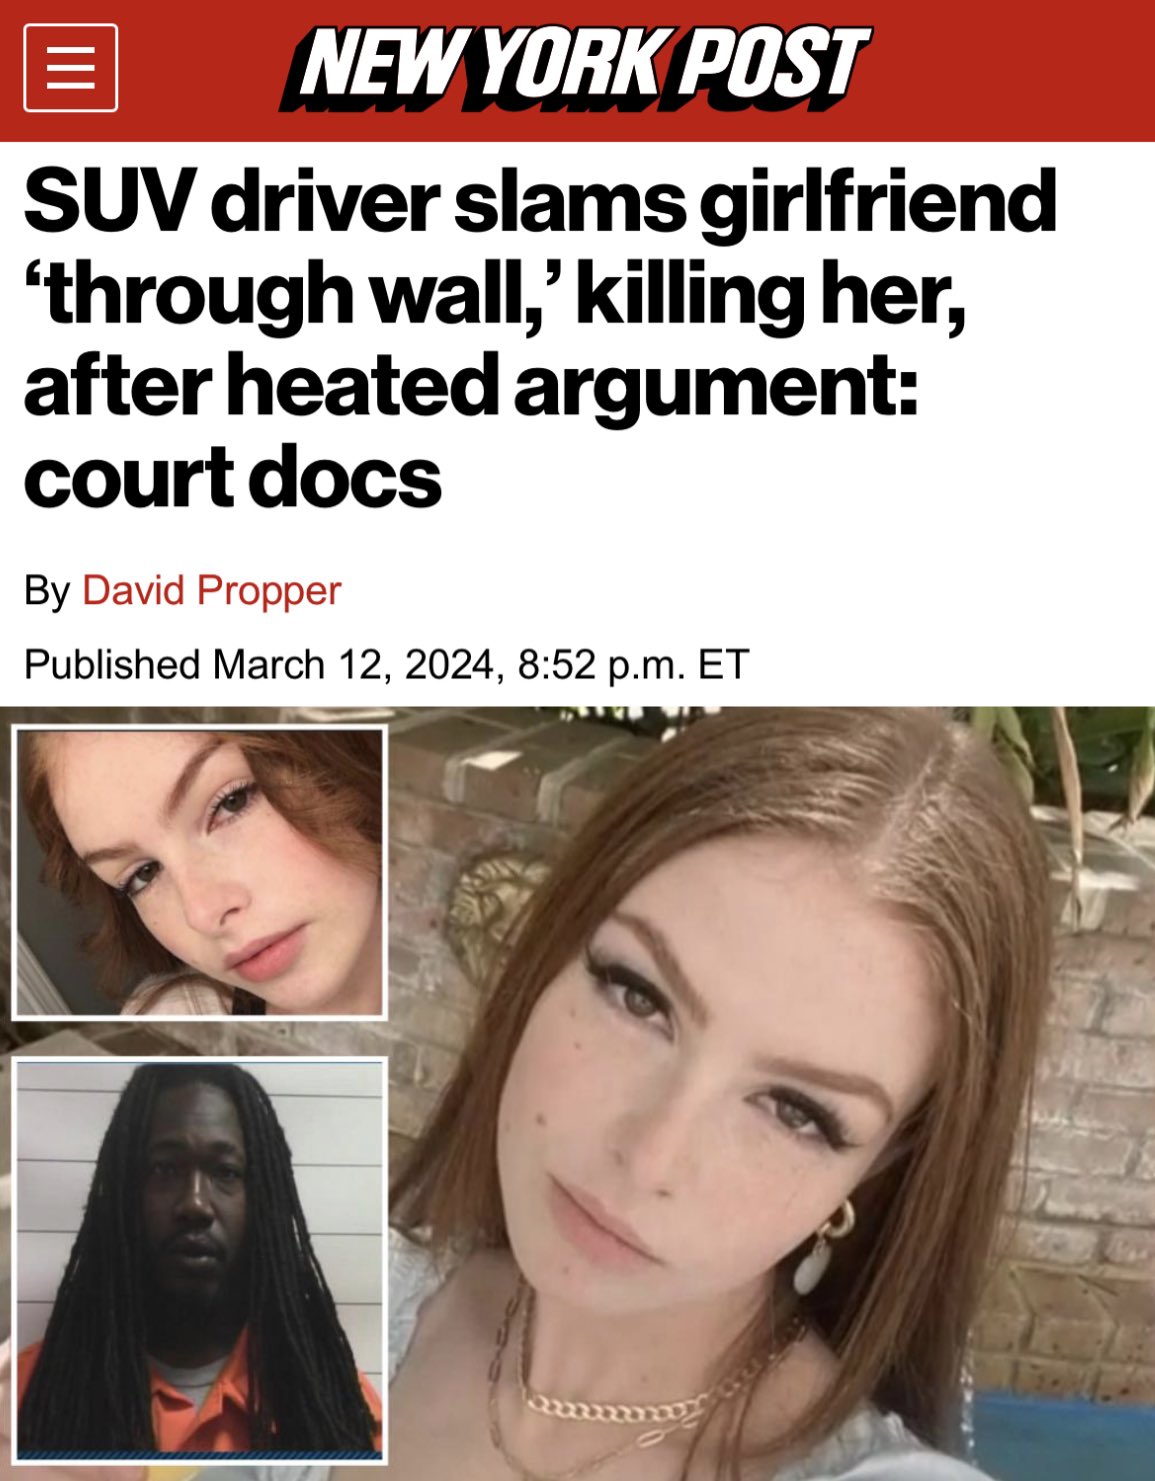 NEW YORK POST
SUV driver slams girlfriend
‘through wall,’ killing her,
after heated argument:
court docs
By David Propper
Published March 12, 2024, 8:52 p.m. ET